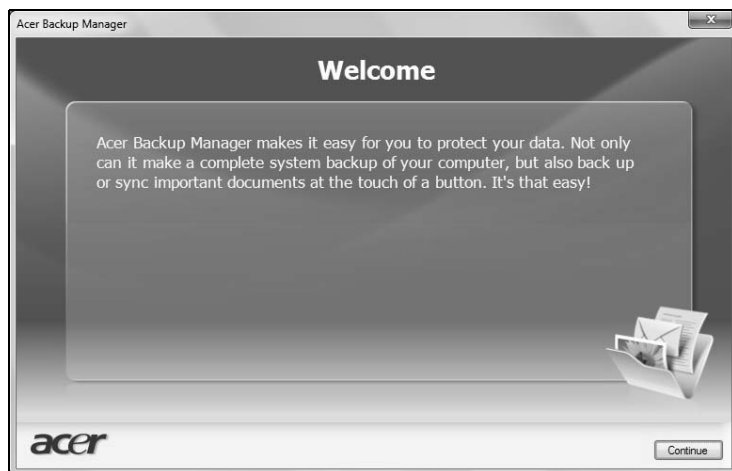 Acer Backup Manager
x
Welcome
Acer Backup Manager makes it easy for you to protect your data. Not only
can it make a complete system backup of your computer, but also back up
or sync important documents at the touch of a button. It's that easy!
acer
Continue